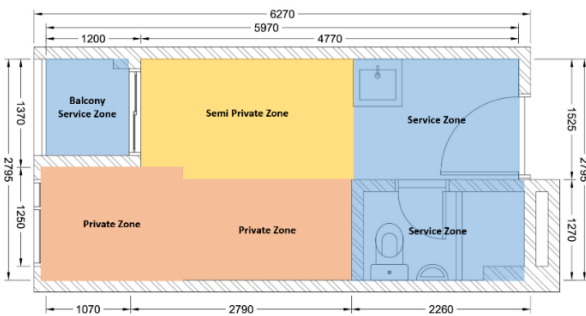 6270
5970
1200
4770
Balcony
Service Zone
Semi Private Zone
Service Zone
1370
2795
1250
1525
2795
1270
Private Zone
Private Zone
Service Zone
1070
2790
2260